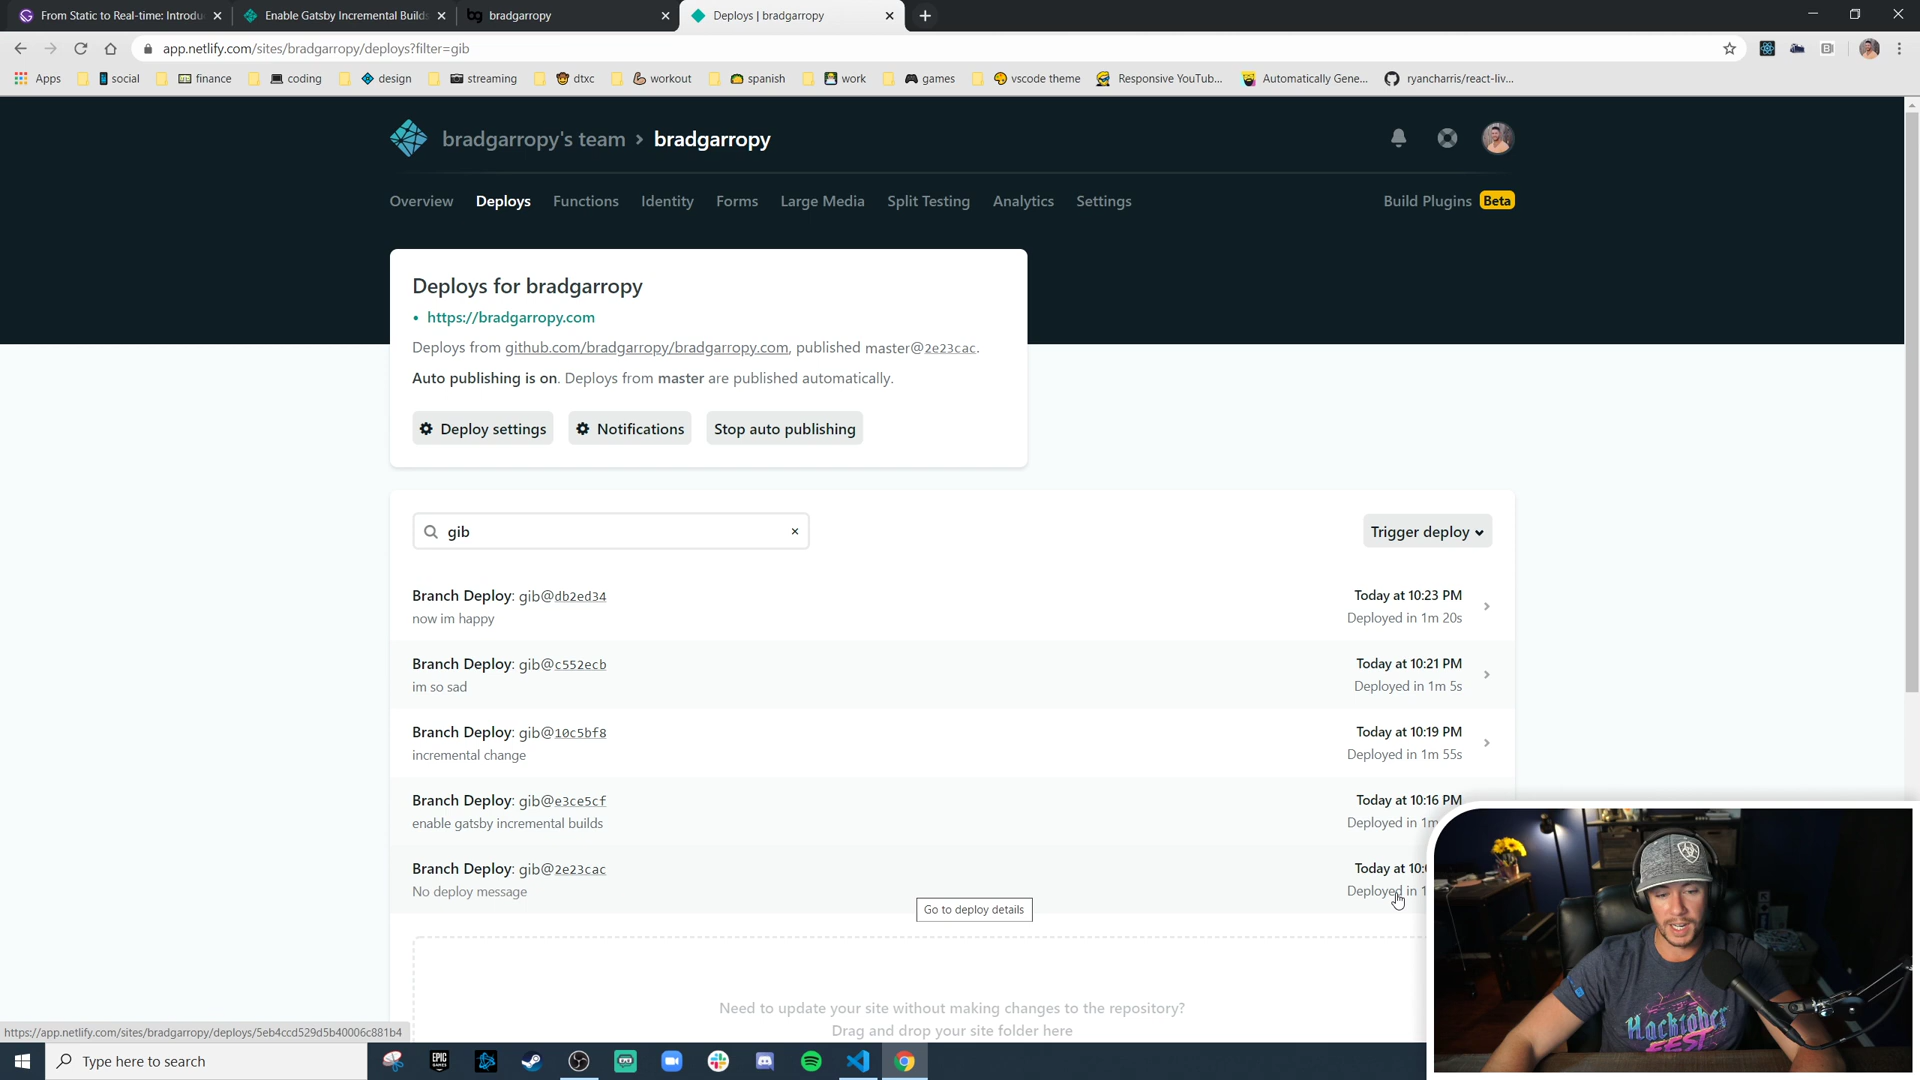 From Static to Real-time: Introdu
Enable Gatsby Incremental Builds
bradgarropy
Deploys | bradgarropy
app.netlify.com/sites/bradgarropy/deploys?filter=gib
Apps
social
finance
coding
design
streaming
dtxc
workout
spanish
work
games
vscode theme
Responsive YouTub...
Automatically Gene...
ryancharris/react-liv...
bradgarropy's team > bradgarropy
Overview
Deploys
Functions
Identity
Forms
Large Media
Split Testing
Analytics
Settings
Build Plugins Beta
Deploys for bradgarropy
• https://bradgarropy.com
Deploys from github.com/bradgarropy/bradgarropy.com, published master@2e23cac.
Auto publishing is on. Deploys from master are published automatically.
Deploy settings
Notifications
Stop auto publishing
gib
Trigger deploy
Branch Deploy: gib@db2ed34
Today at 10:23 PM
now im happy
Deployed in 1m 20s
Branch Deploy: gib@c552ecb
Today at 10:21 PM
im so sad
Deployed in 1m 5s
Branch Deploy: gib@10c5bf8
Today at 10:19 PM
incremental change
Deployed in 1m 55s
Branch Deploy: gib@e3ce5cf
Today at 10:16 PM
enable gatsby incremental builds
Deployed in 1m
Branch Deploy: gib@2e23cac
Today at 10:
No deploy message
Deployed in 1
Go to deploy details
Need to update your site without making changes to the repository?
Drag and drop your site folder here
https://app.netlify.com/sites/bradgarropy/deploys/5eb4ccd529d5b40006c881b4
Type here to search
EPIC GAMES
Hacktober
FEST